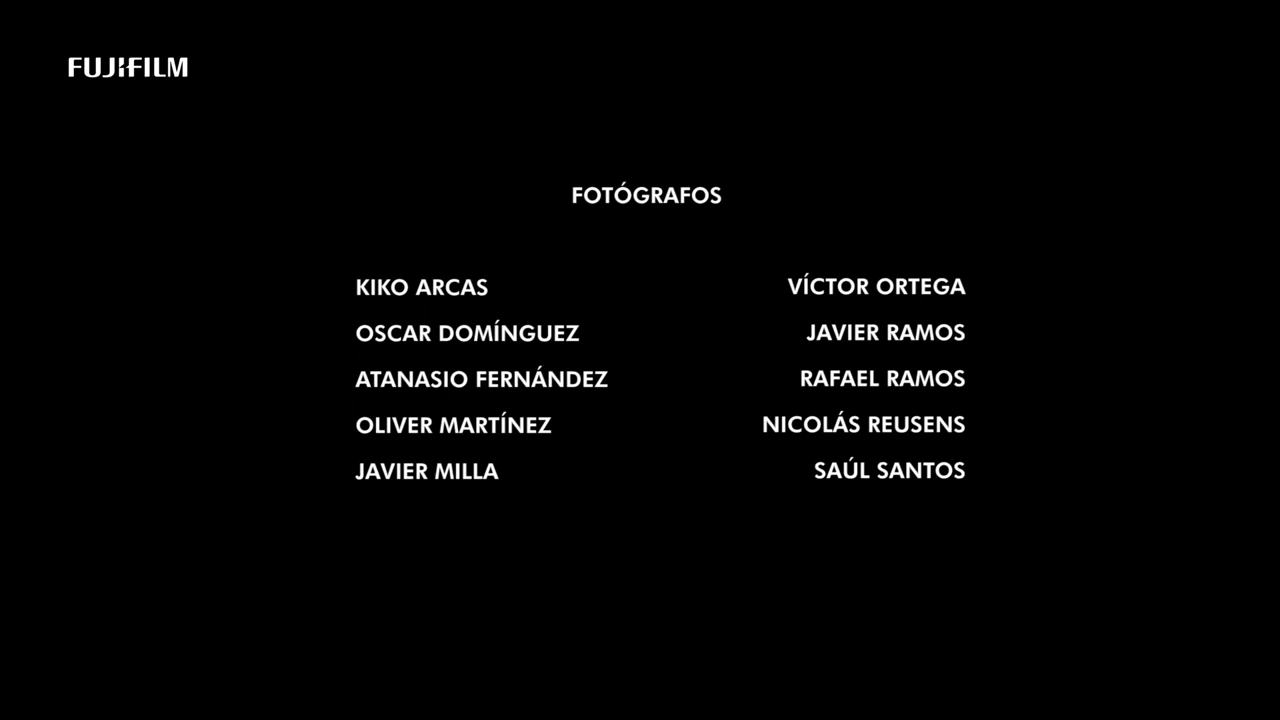 FUJIFILM
FOTÓGRAFOS
KIKO ARCAS
OSCAR DOMÍNGUEZ
ATANASIO FERNÁNDEZ
OLIVER MARTÍNEZ
JAVIER MILLA
VÍCTOR ORTEGA
JAVIER RAMOS
RAFAEL RAMOS
NICOLÁS REUSENS
SAÚL SANTOS